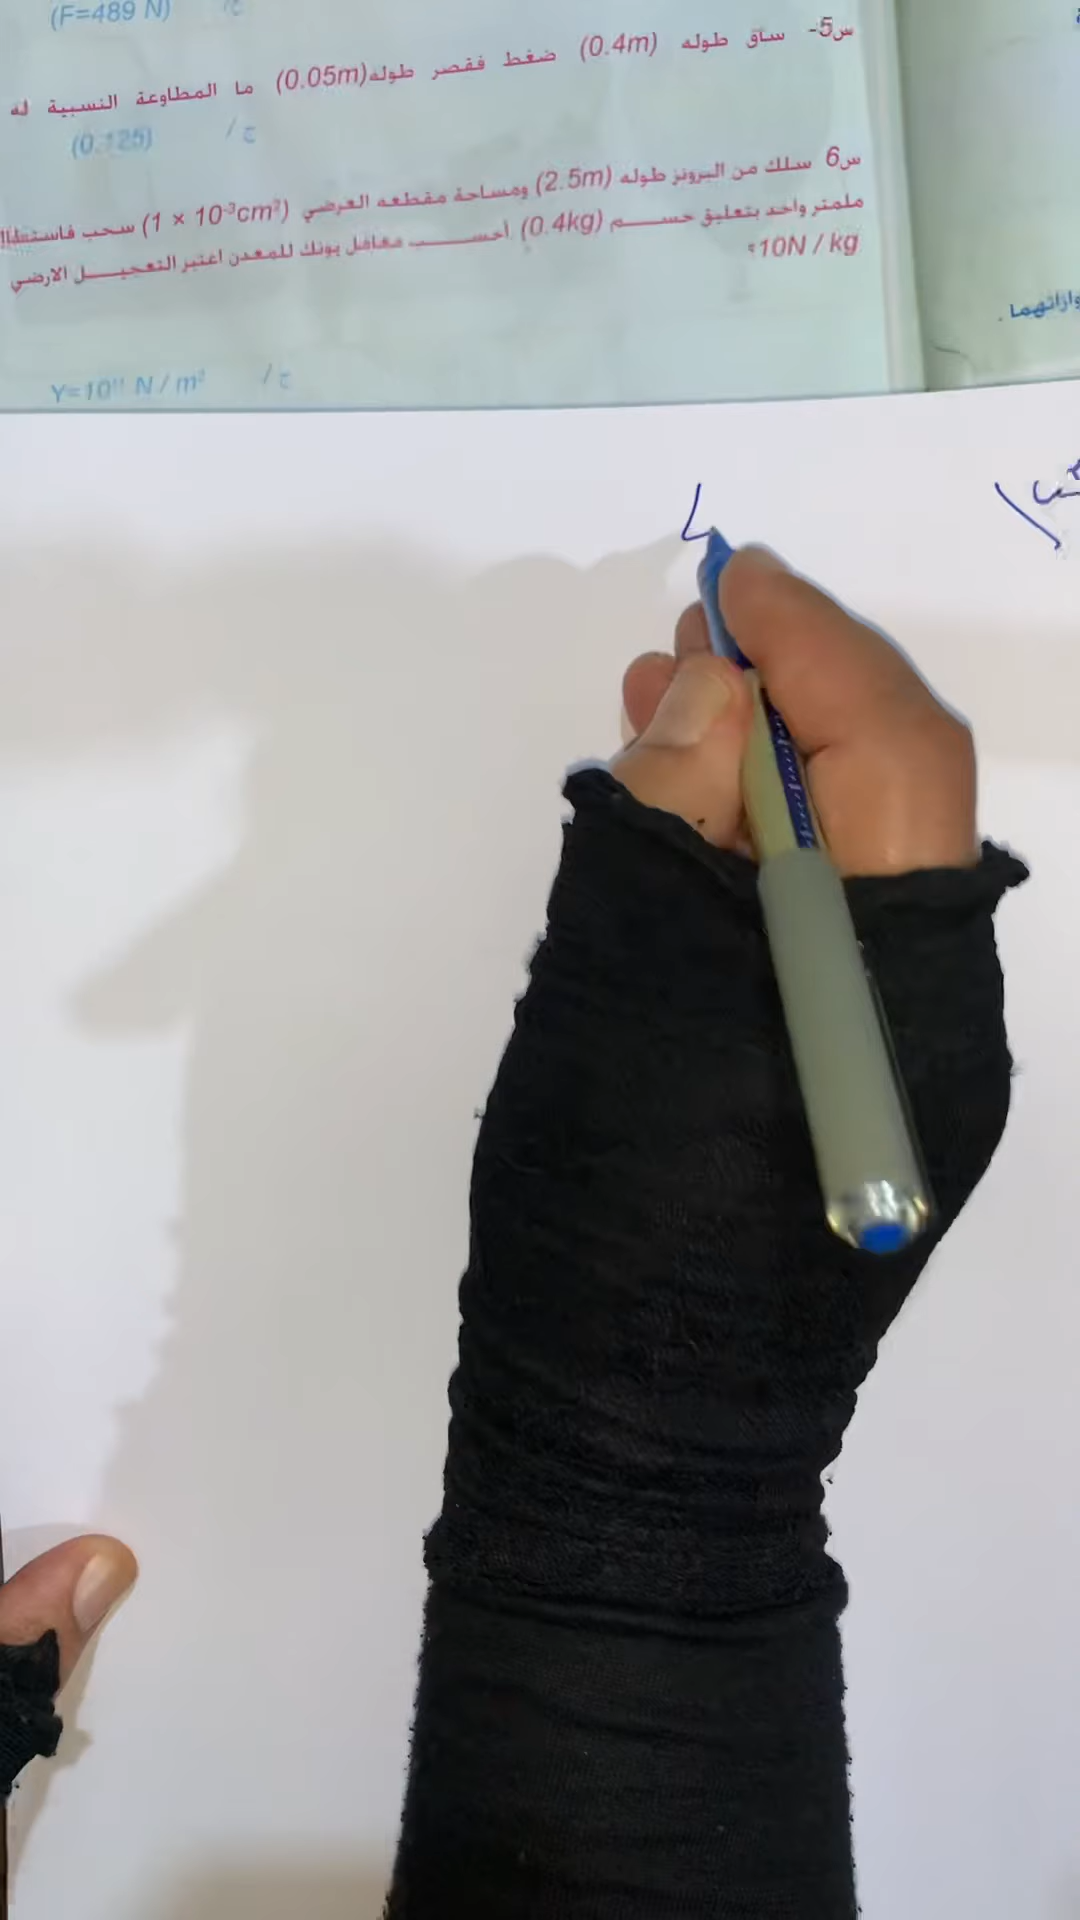 (F=489 N) ج/
س5- ساق طوله (0.4m) ضغط فقصر طوله(0.05m) ما المطاوعة النسبية له
(0.125) ج/
س6 سلك من البرونز طوله (2.5m) ومساحة مقطعه العرضي (1 × 10⁻³cm²) سحب فاستطال
ملمتر واحد بتعليق جسم (0.4kg) أحسب معامل يونك للمعدن اعتبر التعجيل الارضي
10N / kg؟
Y=10¹¹ N / m² ج/
وازاتهما .
L